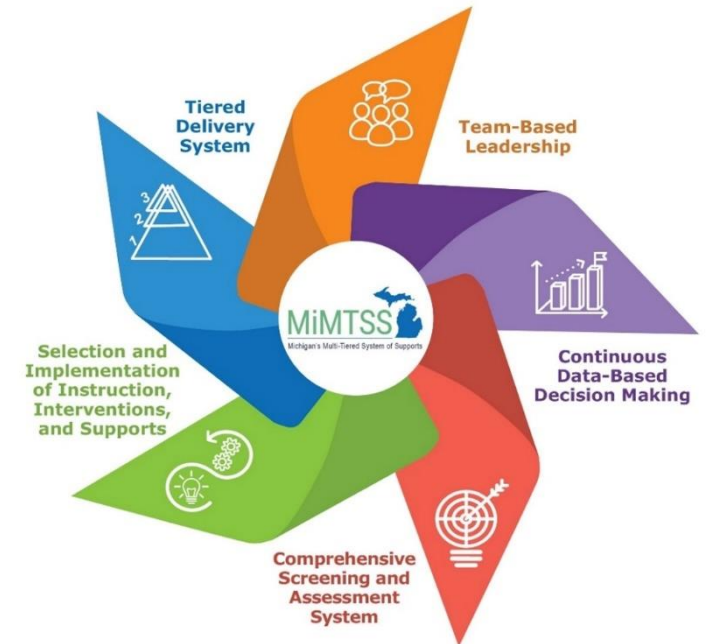 Tiered
Delivery
System
Team-Based
Leadership
3
2
1
MiMTSS
Michigan's Multi-Tiered System of Supports
Selection and
Implementation
of Instruction,
Interventions,
and Supports
Continuous
Data-Based
Decision Making
Comprehensive
Screening and
Assessment
System